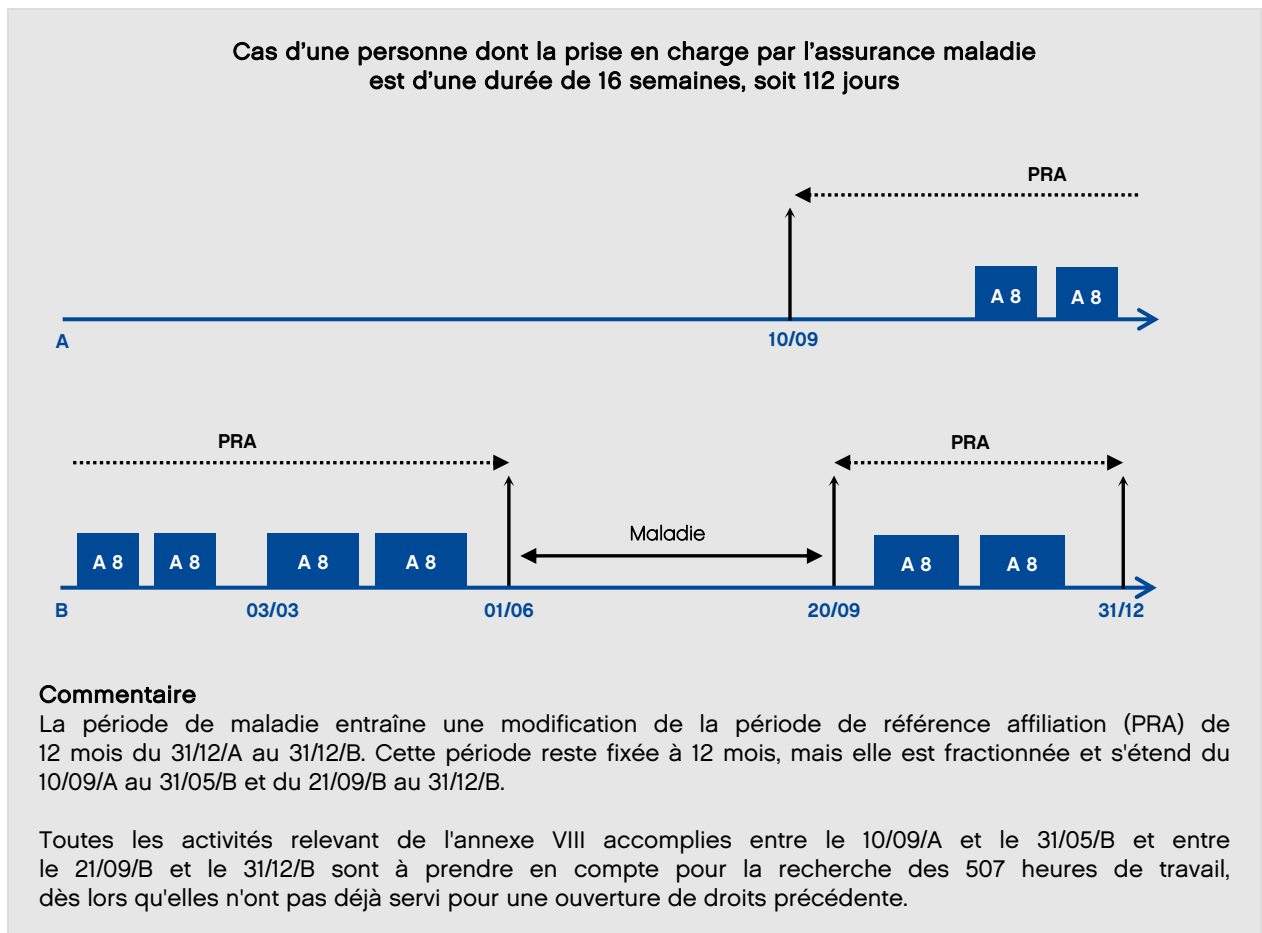 Cas d'une personne dont la prise en charge par l'assurance maladie
est d'une durée de 16 semaines, soit 112 jours
PRA
A 8 A 8
A 10/09
PRA PRA
Maladie
A 8 A 8 A 8 A 8 A 8 A 8
B 03/03 01/06 20/09 31/12
Commentaire
La période de maladie entraîne une modification de la période de référence affiliation (PRA) de
12 mois du 31/12/A au 31/12/B. Cette période reste fixée à 12 mois, mais elle est fractionnée et s'étend du
10/09/A au 31/05/B et du 21/09/B au 31/12/B.
Toutes les activités relevant de l'annexe VIII accomplies entre le 10/09/A et le 31/05/B et entre
le 21/09/B et le 31/12/B sont à prendre en compte pour la recherche des 507 heures de travail,
dès lors qu'elles n'ont pas déjà servi pour une ouverture de droits précédente.